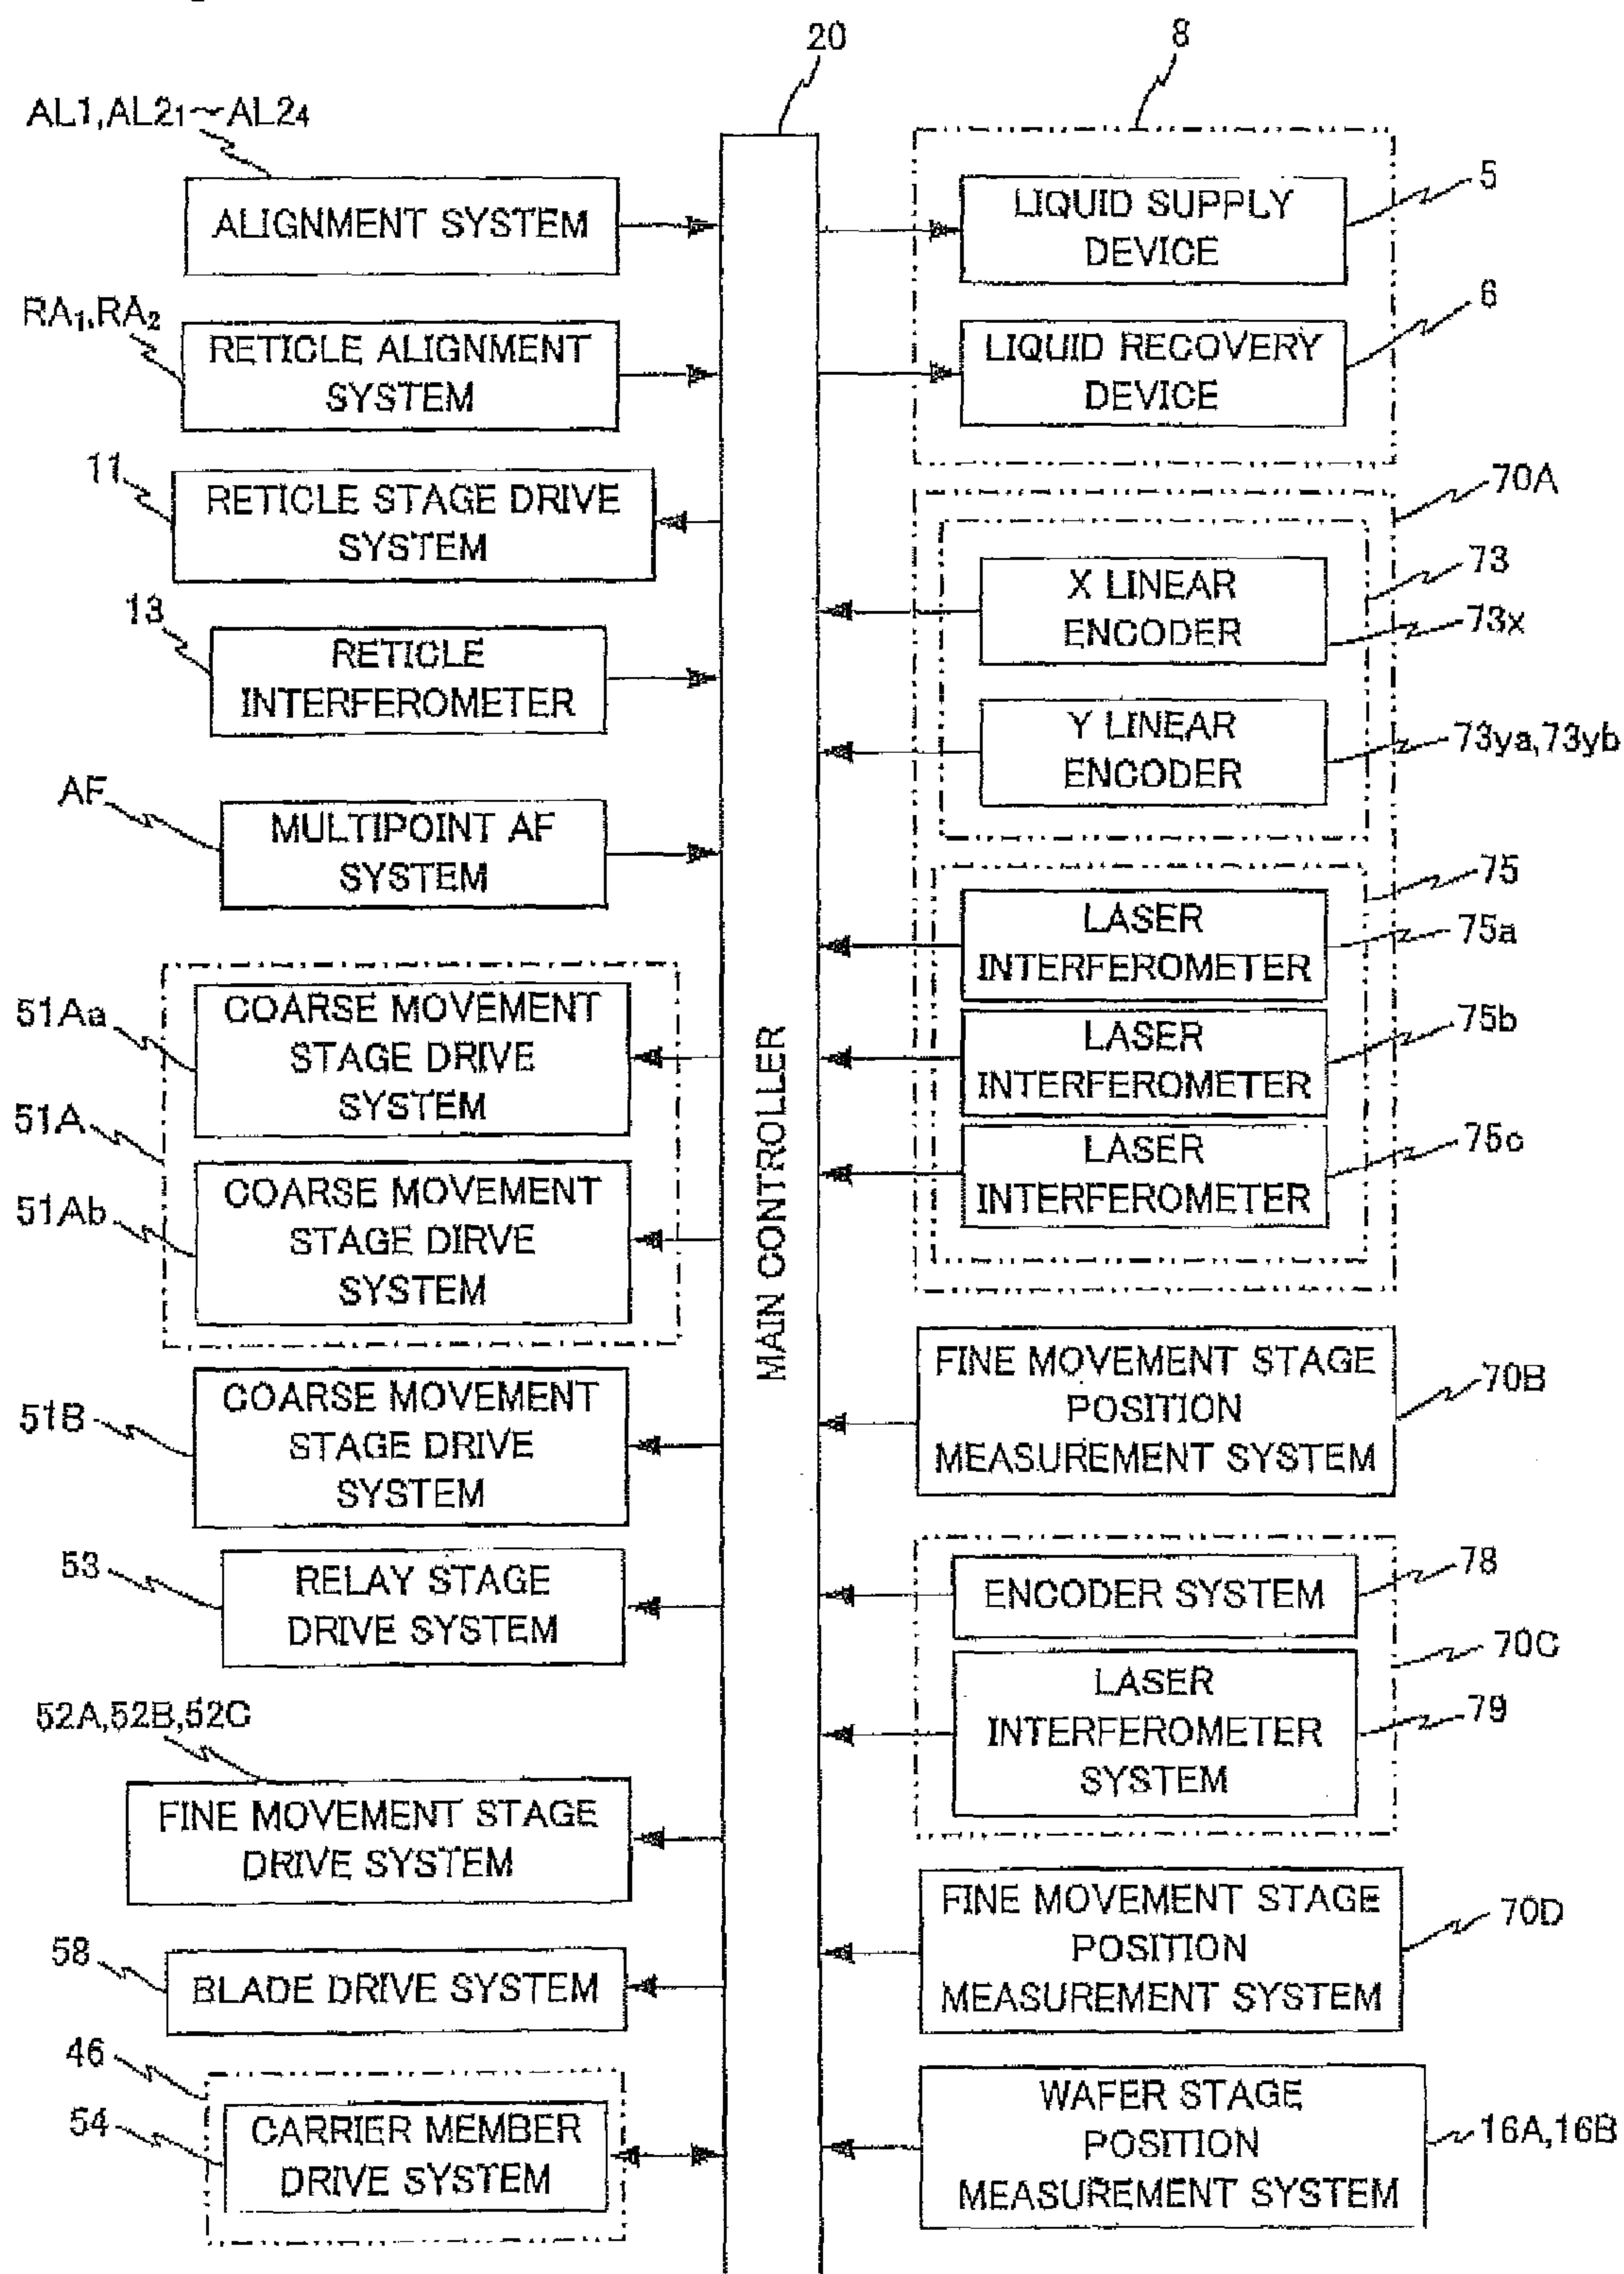 20
8
AL1,AL2₁~AL2₄
ALIGNMENT SYSTEM
RA₁,RA₂
RETICLE ALIGNMENT
SYSTEM
11
RETICLE STAGE DRIVE
SYSTEM
13
RETICLE
INTERFEROMETER
AF
MULTIPOINT AF
SYSTEM
51Aa
COARSE MOVEMENT
STAGE DRIVE
SYSTEM
51A
51Ab
COARSE MOVEMENT
STAGE DIRVE
SYSTEM
51B
COARSE MOVEMENT
STAGE DRIVE
SYSTEM
53
RELAY STAGE
DRIVE SYSTEM
52A,52B,52C
FINE MOVEMENT STAGE
DRIVE SYSTEM
58
BLADE DRIVE SYSTEM
46
54
CARRIER MEMBER
DRIVE SYSTEM
MAIN CONTROLLER
LIQUID SUPPLY
DEVICE
5
LIQUID RECOVERY
DEVICE
6
70A
73
X LINEAR
ENCODER
73x
Y LINEAR
ENCODER
73ya,73yb
75
LASER
INTERFEROMETER
75a
LASER
INTERFEROMETER
75b
LASER
INTERFEROMETER
75c
FINE MOVEMENT STAGE
POSITION
MEASUREMENT SYSTEM
70B
ENCODER SYSTEM
78
70C
LASER
INTERFEROMETER
SYSTEM
79
FINE MOVEMENT STAGE
POSITION
MEASUREMENT SYSTEM
70D
WAFER STAGE
POSITION
MEASUREMENT SYSTEM
16A,16B